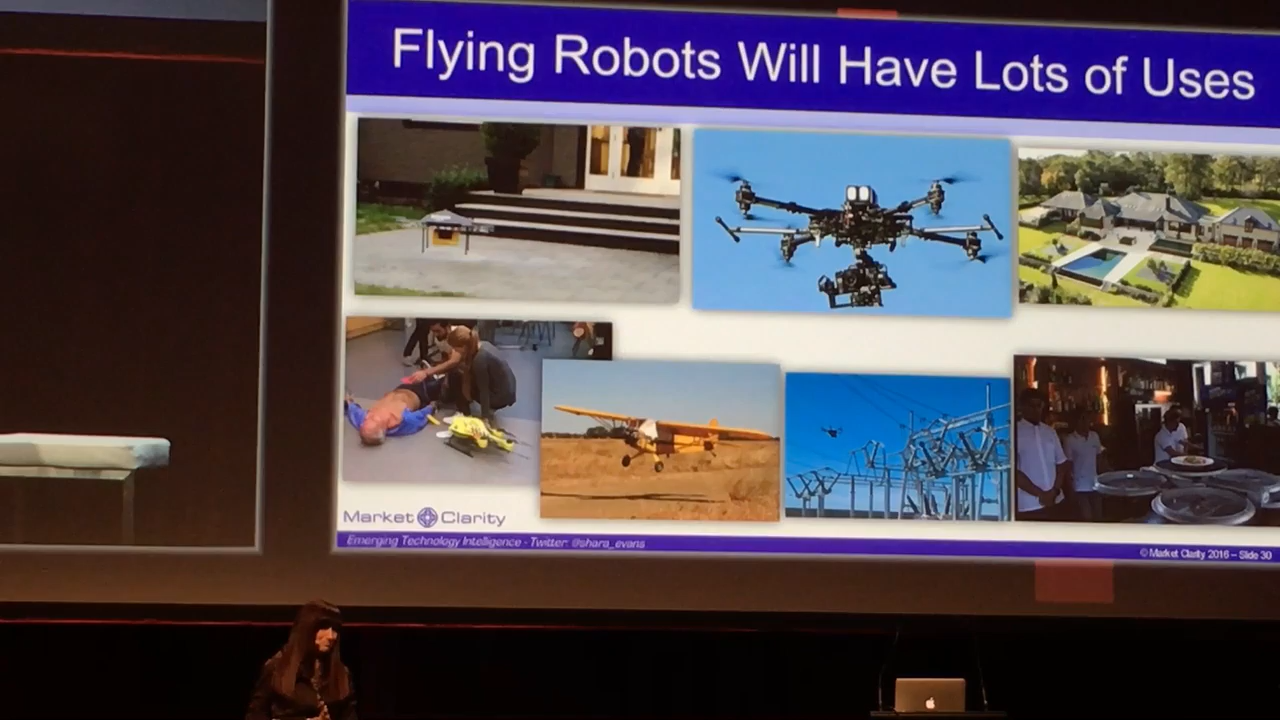 Flying Robots Will Have Lots of Uses
Market Clarity
Emerging Technology Intelligence - Twitter: @shara_evans
© Market Clarity 2016 – Slide 30